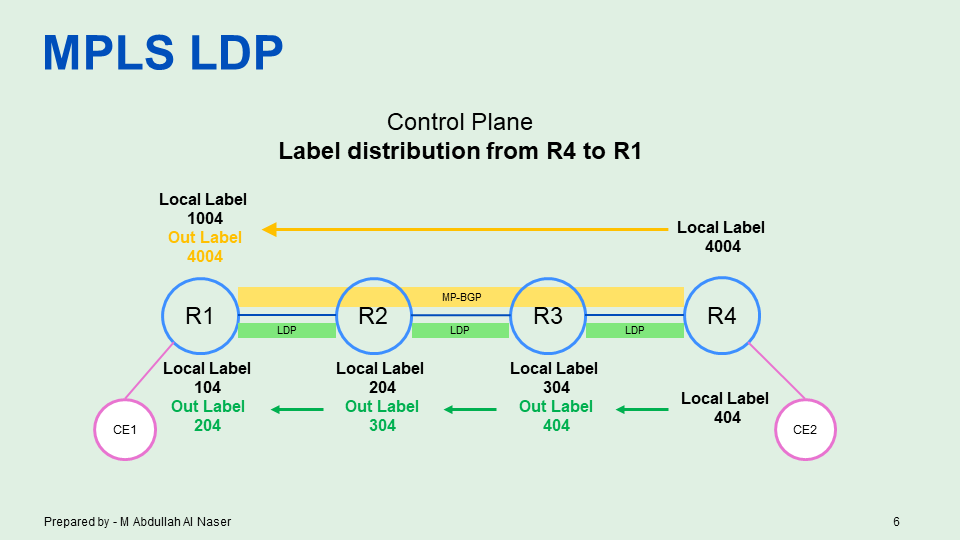 MPLS LDP
Control Plane
Label distribution from R4 to R1
Local Label
1004
Out Label
4004
Local Label
4004
MP-BGP
R1
R2
R3
R4
LDP
LDP
LDP
Local Label
104
Out Label
204
Local Label
204
Out Label
304
Local Label
304
Out Label
404
Local Label
404
CE1
CE2
Prepared by - M Abdullah Al Naser
6